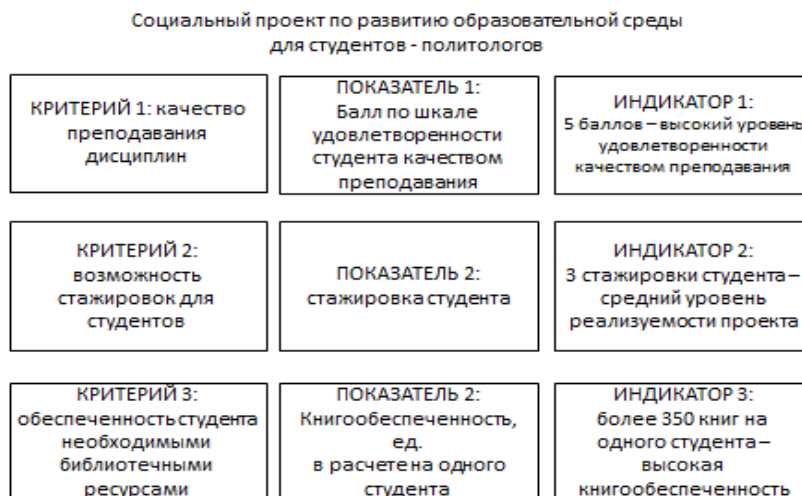 Социальный проект по развитию образовательной среды
для студентов - политологов
КРИТЕРИЙ 1: качество
преподавания
дисциплин
ПОКАЗАТЕЛЬ 1:
Балл по шкале
удовлетворенности
студента качеством
преподавания
ИНДИКАТОР 1:
5 баллов – высокий уровень
удовлетворенности
качеством преподавания
КРИТЕРИЙ 2:
возможность
стажировок для
студентов
ПОКАЗАТЕЛЬ 2:
стажировка студента
ИНДИКАТОР 2:
3 стажировки студента –
средний уровень
реализуемости проекта
КРИТЕРИЙ 3:
обеспеченность студента
необходимыми
библиотечными
ресурсами
ПОКАЗАТЕЛЬ 2:
Книгообеспеченность,
ед.
в расчете на одного
студента
ИНДИКАТОР 3:
более 350 книг на
одного студента –
высокая
книгообеспеченность